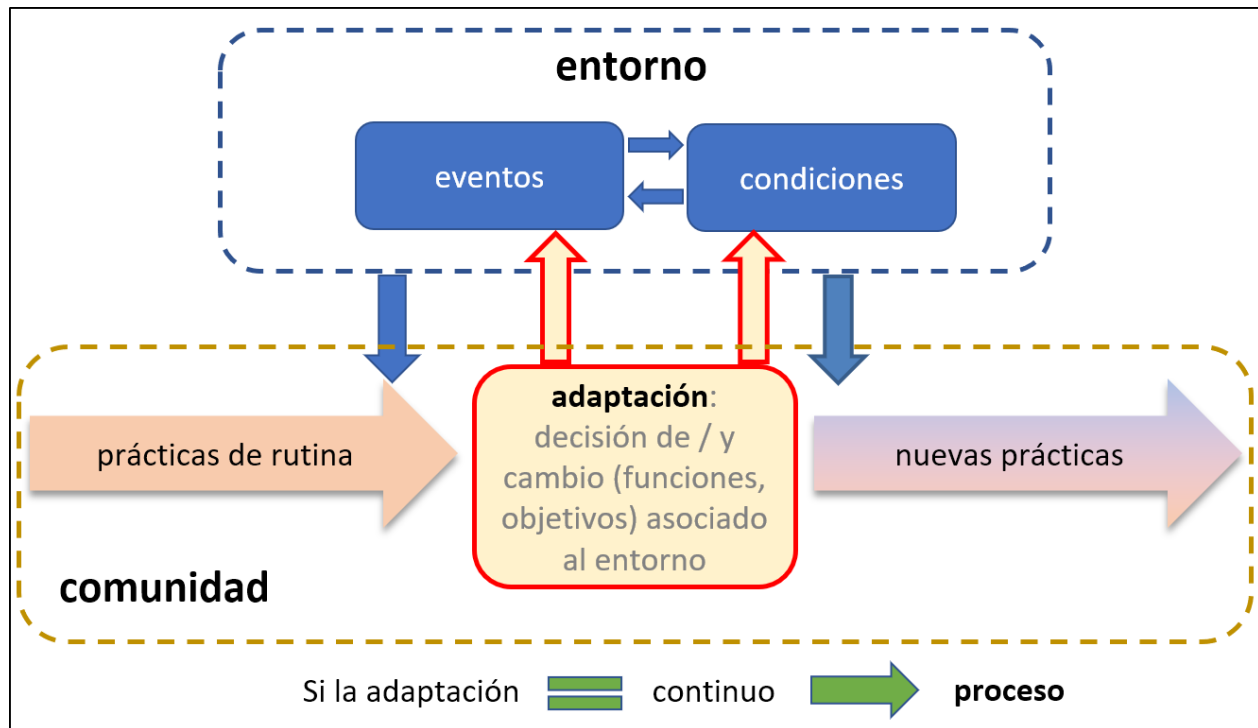 entorno
eventos
condiciones
prácticas de rutina
adaptación:
decisión de / y
cambio (funciones,
objetivos) asociado
al entorno
nuevas prácticas
comunidad
Si la adaptación continuo proceso